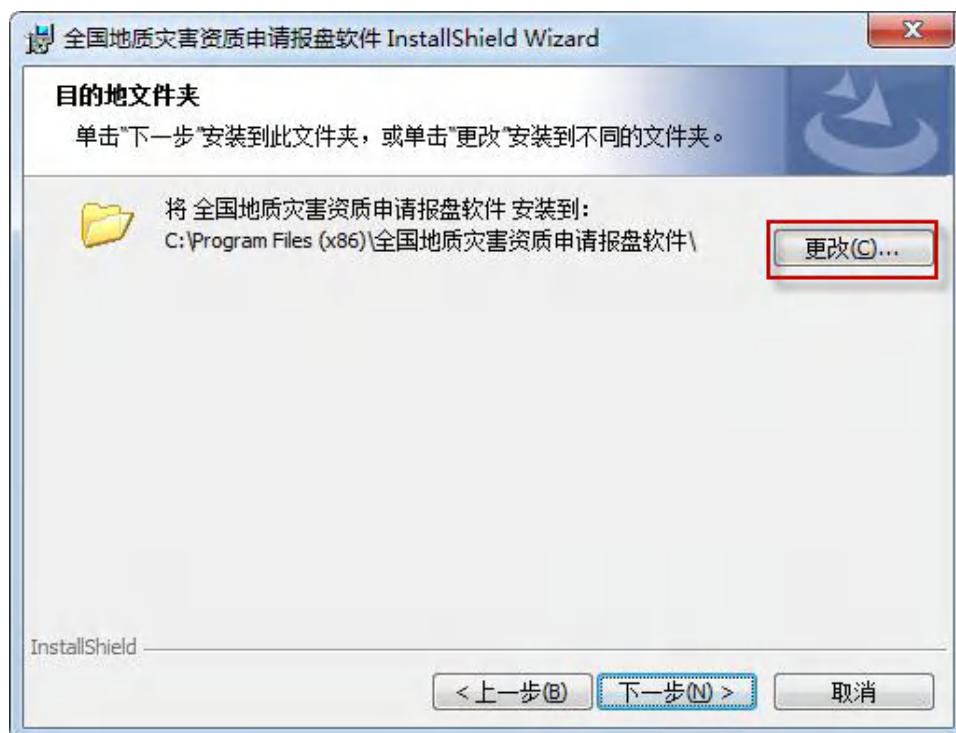 全国地质灾害资质申请报盘软件 InstallShield Wizard
目的地文件夹
单击"下一步"安装到此文件夹，或单击"更改"安装到不同的文件夹。
将 全国地质灾害资质申请报盘软件 安装到：
C:\Program Files (x86)\全国地质灾害资质申请报盘软件\
更改(C)...
InstallShield
<上一步(B)
下一步(N) >
取消